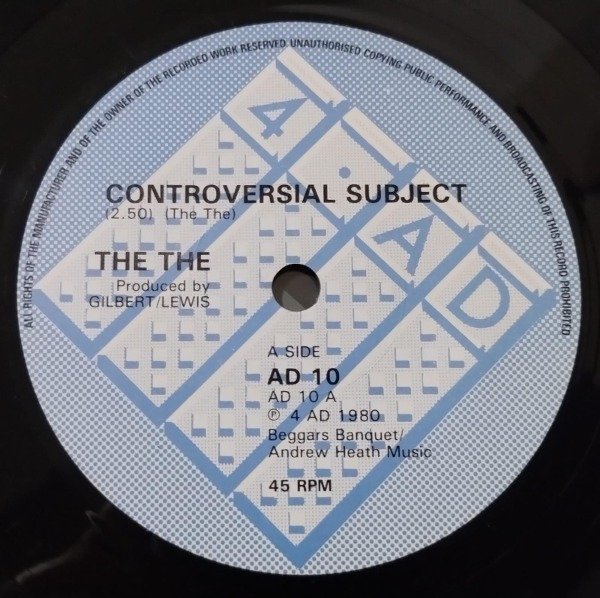 ALL RIGHTS OF THE MANUFACTURER AND OF THE OWNER OF THE RECORDED WORK RESERVED. UNAUTHORISED COPYING PUBLIC PERFORMANCE AND BROADCASTING OF THIS RECORD PROHIBITED
4·AD
CONTROVERSIAL SUBJECT
(2.50) (The The)
THE THE
Produced by
GILBERT/LEWIS
A SIDE
AD 10
AD 10 A
℗ 4 AD 1980
Beggars Banquet/
Andrew Heath Music
45 RPM